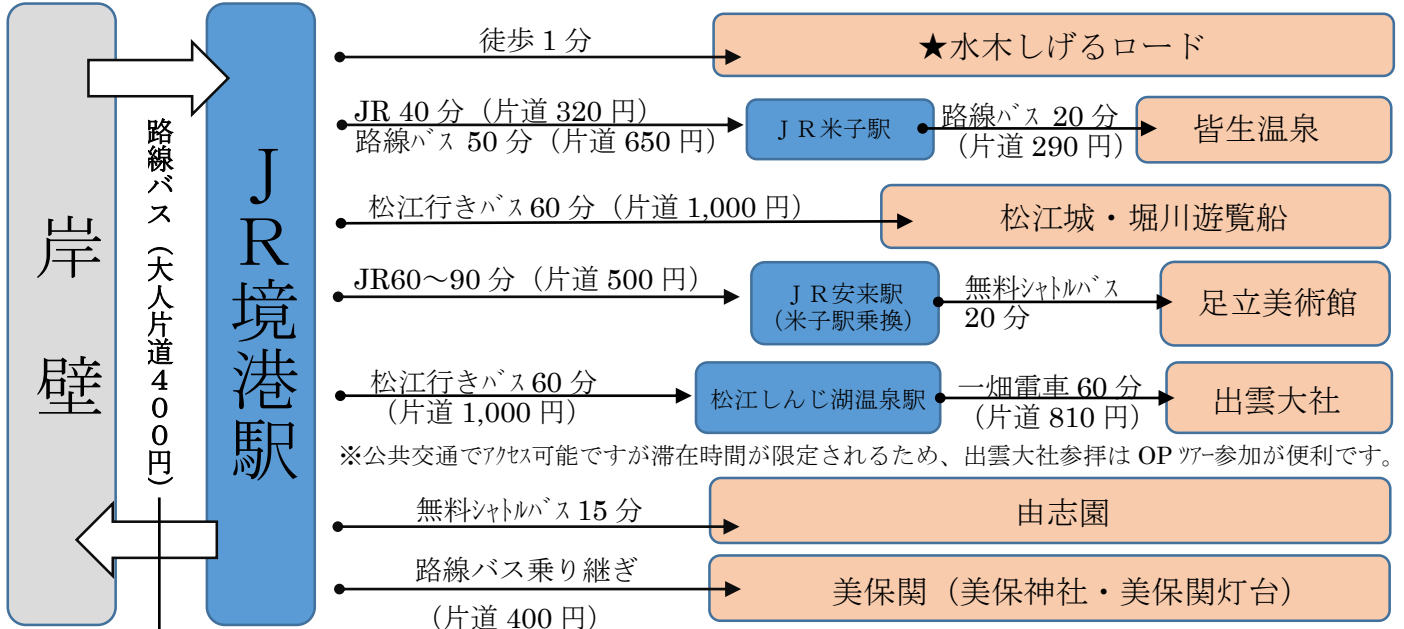 岸壁
路線バス（大人片道４００円）
ＪＲ境港駅
徒歩 1 分
★水木しげるロード
JR 40 分（片道 320 円）
路線ﾊﾞｽ 50 分（片道 650 円）
ＪＲ米子駅
路線ﾊﾞｽ 20 分
（片道 290 円）
皆生温泉
松江行きﾊﾞｽ 60 分（片道 1,000 円）
松江城・堀川遊覧船
JR60～90 分（片道 500 円）
ＪＲ安来駅
（米子駅乗換）
無料ｼｬﾄﾙﾊﾞｽ
20 分
足立美術館
松江行きﾊﾞｽ 60 分
（片道 1,000 円）
松江しんじ湖温泉駅
一畑電車 60 分
（片道 810 円）
出雲大社
※公共交通でｱｸｾｽ可能ですが滞在時間が限定されるため、出雲大社参拝は OP ﾂｱｰ参加が便利です。
無料ｼｬﾄﾙﾊﾞｽ 15 分
由志園
路線バス乗り継ぎ
（片道 400 円）
美保関（美保神社・美保関灯台）